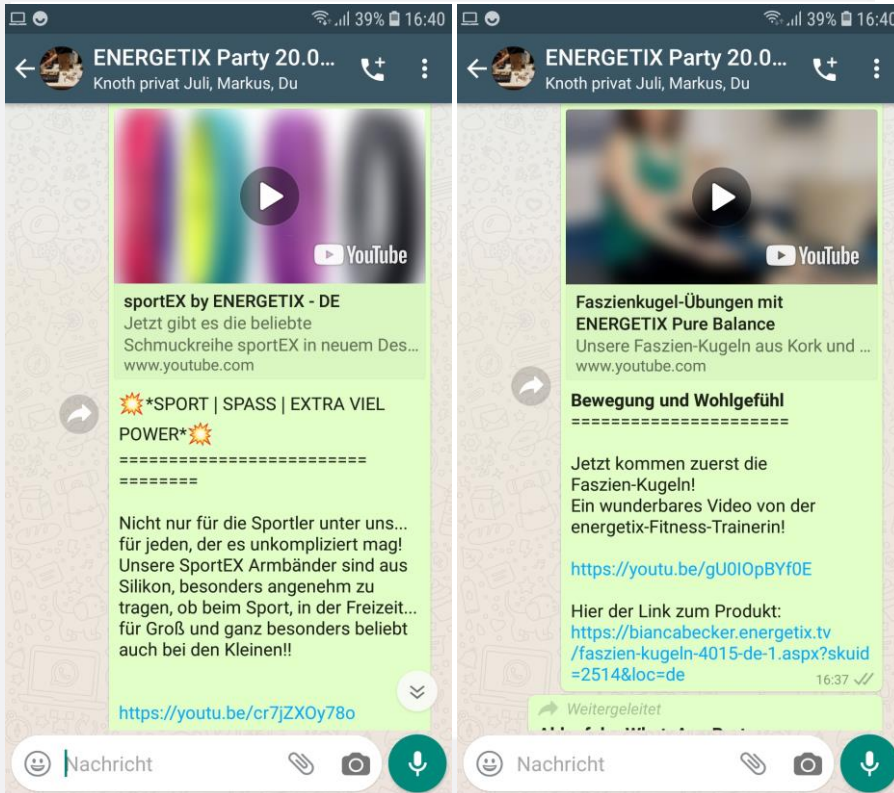 39% 16:40
ENERGETIX Party 20.0...
Knoth privat Juli, Markus, Du
YouTube
sportEX by ENERGETIX - DE
Jetzt gibt es die beliebte
Schmuckreihe sportEX in neuem Des...
www.youtube.com
💥*SPORT | SPASS | EXTRA VIEL
POWER*💥
=========================
========
Nicht nur für die Sportler unter uns...
für jeden, der es unkompliziert mag!
Unsere SportEX Armbänder sind aus
Silikon, besonders angenehm zu
tragen, ob beim Sport, in der Freizeit...
für Groß und ganz besonders beliebt
auch bei den Kleinen!!
https://youtu.be/cr7jZXOy78o
Nachricht
39% 16:40
ENERGETIX Party 20.0...
Knoth privat Juli, Markus, Du
YouTube
Faszienkugel-Übungen mit
ENERGETIX Pure Balance
Unsere Faszien-Kugeln aus Kork und ...
www.youtube.com
Bewegung und Wohlgefühl
======================
Jetzt kommen zuerst die
Faszien-Kugeln!
Ein wunderbares Video von der
energetix-Fitness-Trainerin!
https://youtu.be/gU0IOpBYf0E
Hier der Link zum Produkt:
https://biancabecker.energetix.tv
/faszien-kugeln-4015-de-1.aspx?skuid
=2514&loc=de
16:37
Weitergeleitet
Nachricht